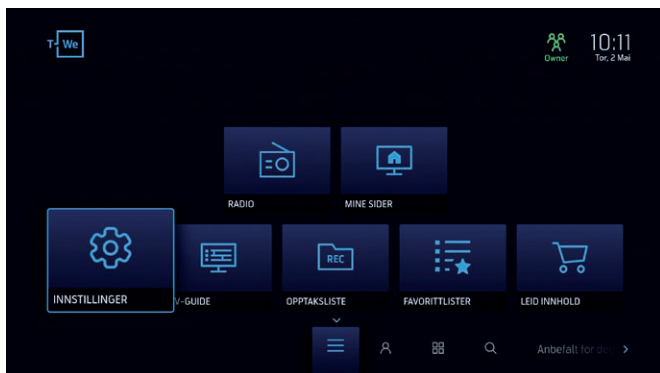 T-We
Owner
10:11
Tor, 2 Mai
RADIO
MINE SIDER
INNSTILLINGER
V-GUIDE
REC
OPPTAKSLISTE
FAVORITTLISTER
LEID INNHOLD
Anbefalt for